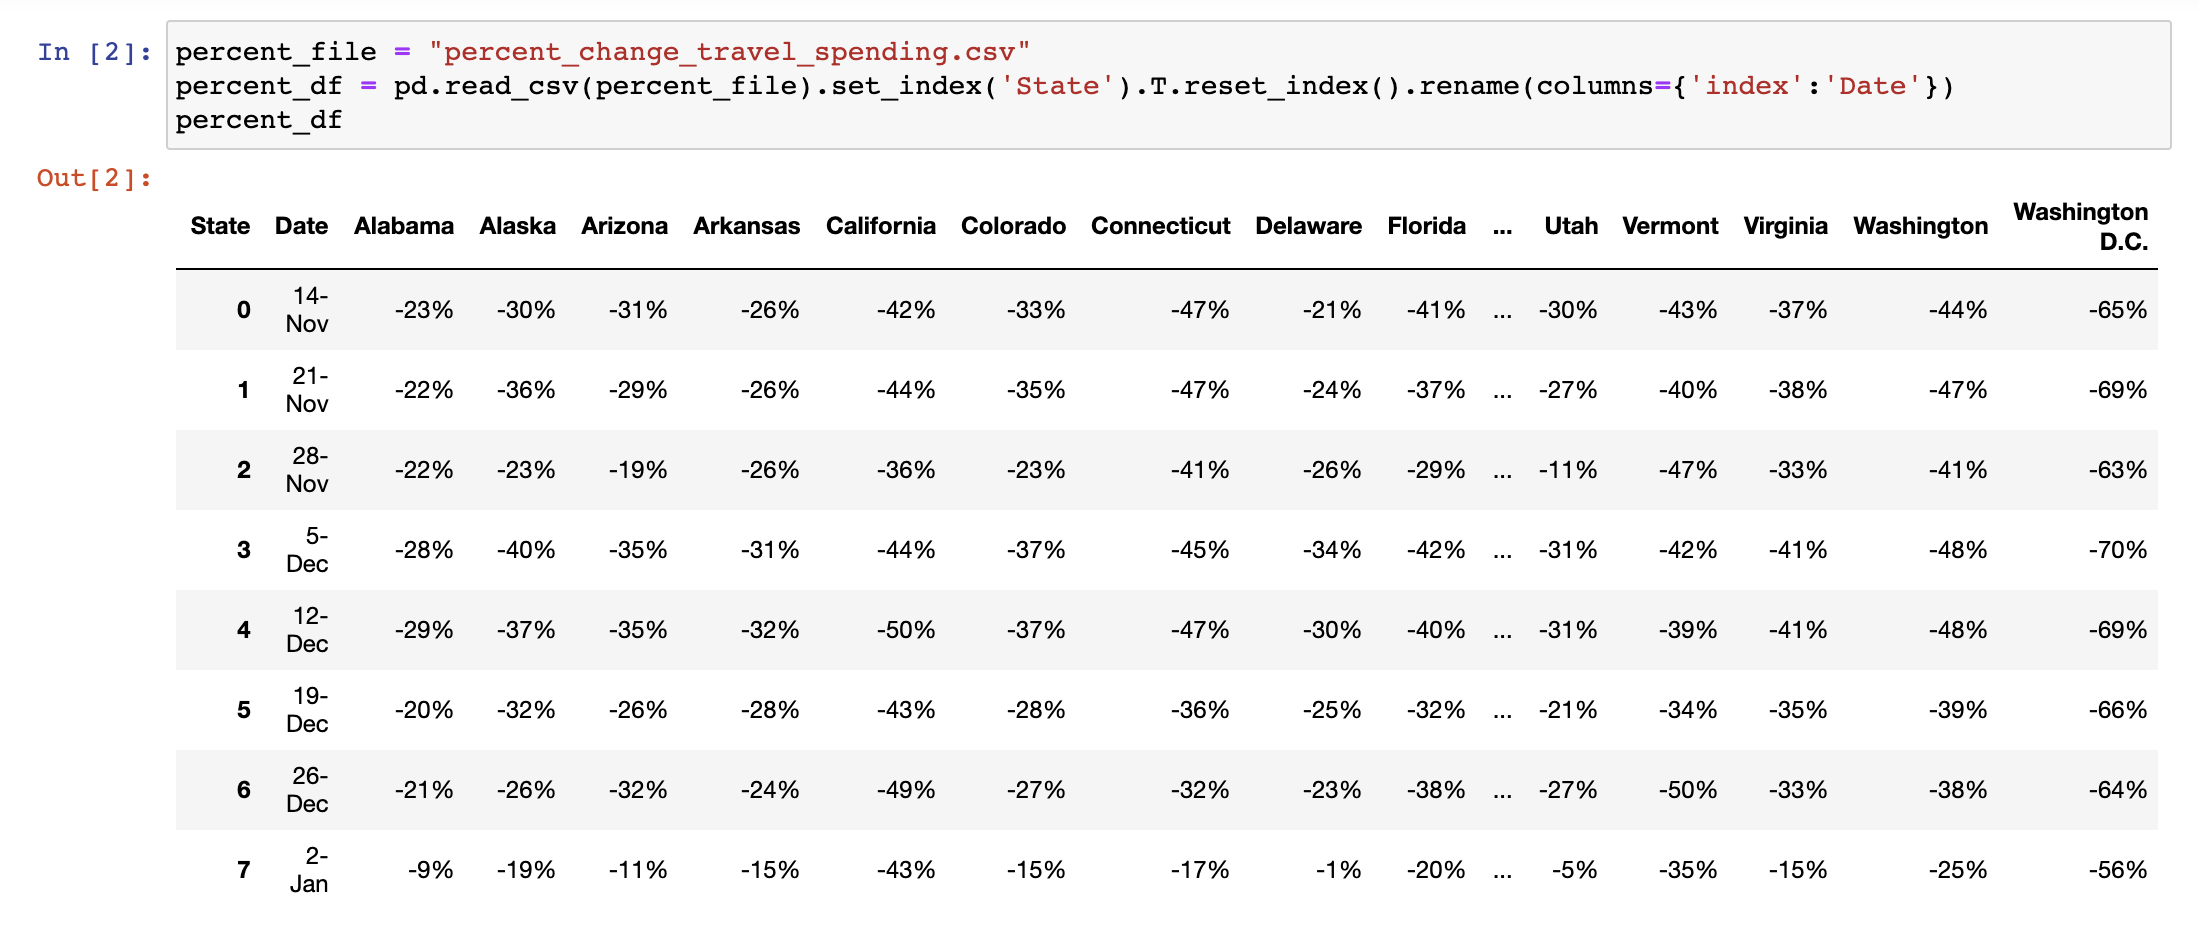 In [2]: percent_file = "percent_change_travel_spending.csv"
percent_df = pd.read_csv(percent_file).set_index('State').T.reset_index().rename(columns={'index':'Date'})
percent_df
Out[2]:
State Date Alabama Alaska Arizona Arkansas California Colorado Connecticut Delaware Florida ... Utah Vermont Virginia Washington Washington D.C.
0 14-Nov -23% -30% -31% -26% -42% -33% -47% -21% -41% ... -30% -43% -37% -44% -65%
1 21-Nov -22% -36% -29% -26% -44% -35% -47% -24% -37% ... -27% -40% -38% -47% -69%
2 28-Nov -22% -23% -19% -26% -36% -23% -41% -26% -29% ... -11% -47% -33% -41% -63%
3 5-Dec -28% -40% -35% -31% -44% -37% -45% -34% -42% ... -31% -42% -41% -48% -70%
4 12-Dec -29% -37% -35% -32% -50% -37% -47% -30% -40% ... -31% -39% -41% -48% -69%
5 19-Dec -20% -32% -26% -28% -43% -28% -36% -25% -32% ... -21% -34% -35% -39% -66%
6 26-Dec -21% -26% -32% -24% -49% -27% -32% -23% -38% ... -27% -50% -33% -38% -64%
7 2-Jan -9% -19% -11% -15% -43% -15% -17% -1% -20% ... -5% -35% -15% -25% -56%